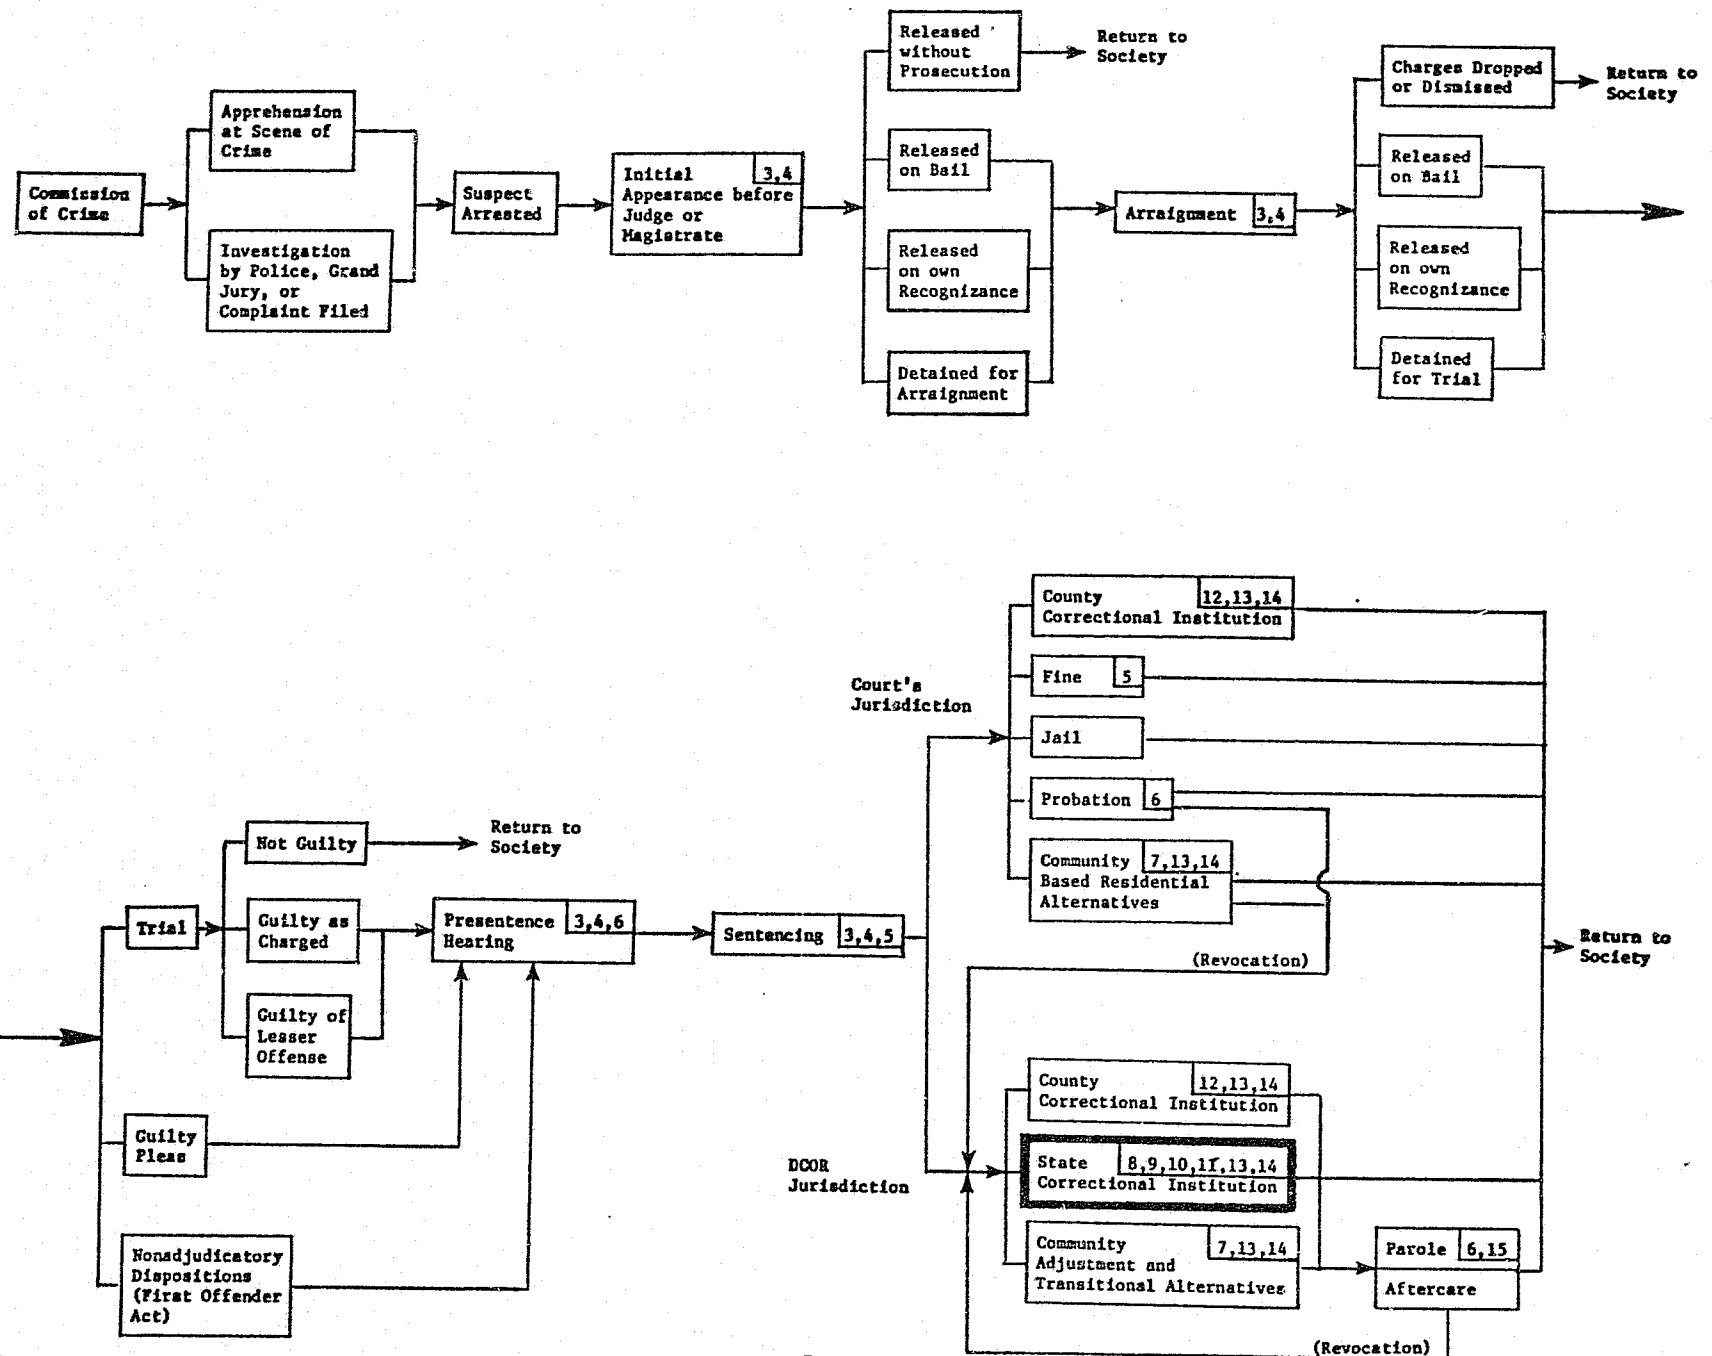 Commission
of Crime
Apprehension
at Scene of
Crime
Investigation
by Police, Grand
Jury, or
Complaint Filed
Suspect
Arrested
Initial 3,4
Appearance before
Judge or
Magistrate
Released
without
Prosecution
Return to
Society
Released
on Bail
Released
on own
Recognizance
Detained for
Arraignment
Arraignment 3,4
Charges Dropped
or Dismissed
Return to
Society
Released
on Bail
Released
on own
Recognizance
Detained
for Trial
Trial
Not Guilty
Return to
Society
Guilty as
Charged
Guilty of
Lesser
Offense
Guilty
Pleas
Nonadjudicatory
Dispositions
(First Offender
Act)
Presentence 3,4,6
Hearing
Sentencing 3,4,5
Court's
Jurisdiction
County 12,13,14
Correctional Institution
Fine 5
Jail
Probation 6
Community 7,13,14
Based Residential
Alternatives
(Revocation)
Return to
Society
DCOR
Jurisdiction
County 12,13,14
Correctional Institution
State 8,9,10,11,13,14
Correctional Institution
Community 7,13,14
Adjustment and
Transitional Alternatives
Parole 6,15
Aftercare
(Revocation)